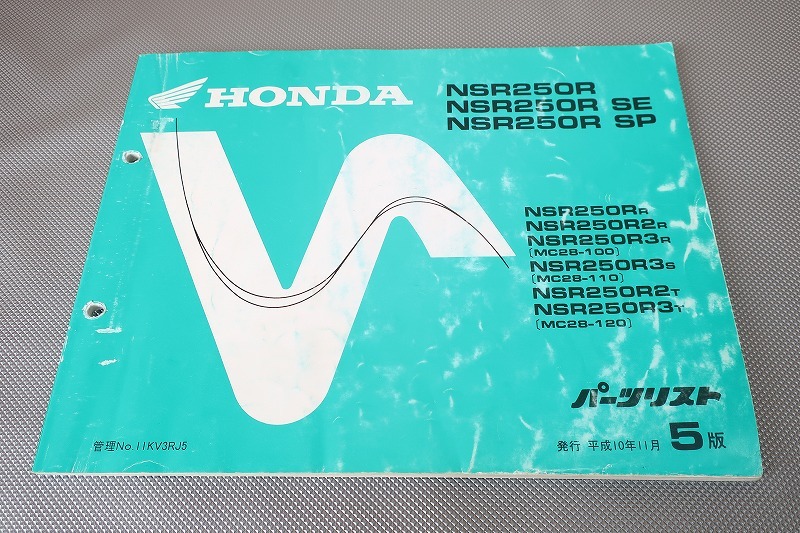 HONDA
NSR250R
NSR250R SE
NSR250R SP
NSR250RR
NSR250R2R
NSR250R3R
(MC28-100)
NSR250R3S
(MC28-110)
NSR250R2T
NSR250R3T
(MC28-120)
パーツリスト
管理No.11KV3RJ5
発行 平成10年11月 5版